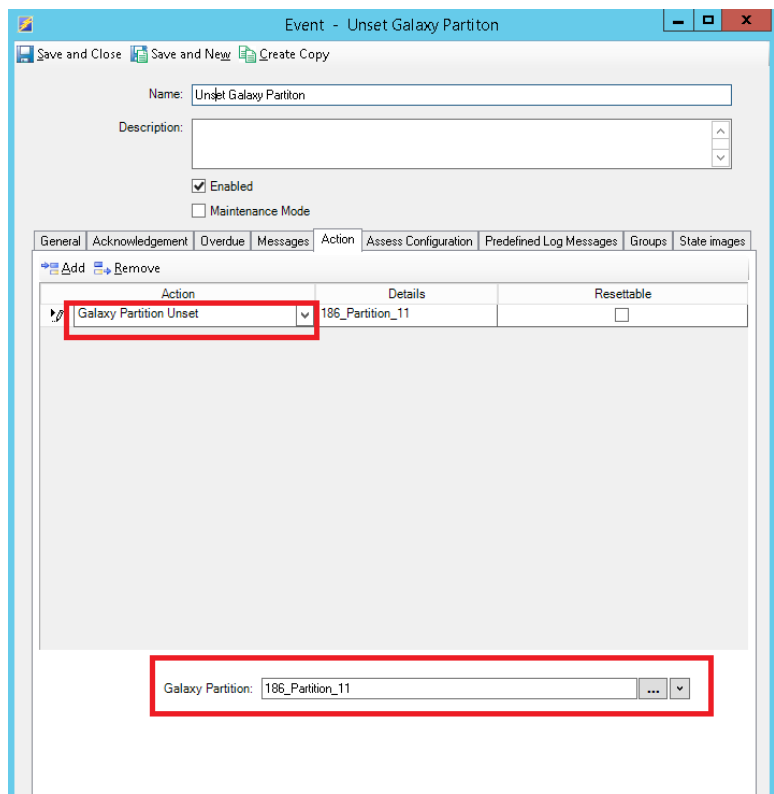 Event - Unset Galaxy Partiton
Save and Close Save and New Create Copy
Name: Unset Galaxy Partiton
Description:
Enabled
Maintenance Mode
General Acknowledgement Overdue Messages Action Assess Configuration Predefined Log Messages Groups State images
Add Remove
Action Details Resettable
Galaxy Partition Unset 186_Partition_11
Galaxy Partition: 186_Partition_11 ...